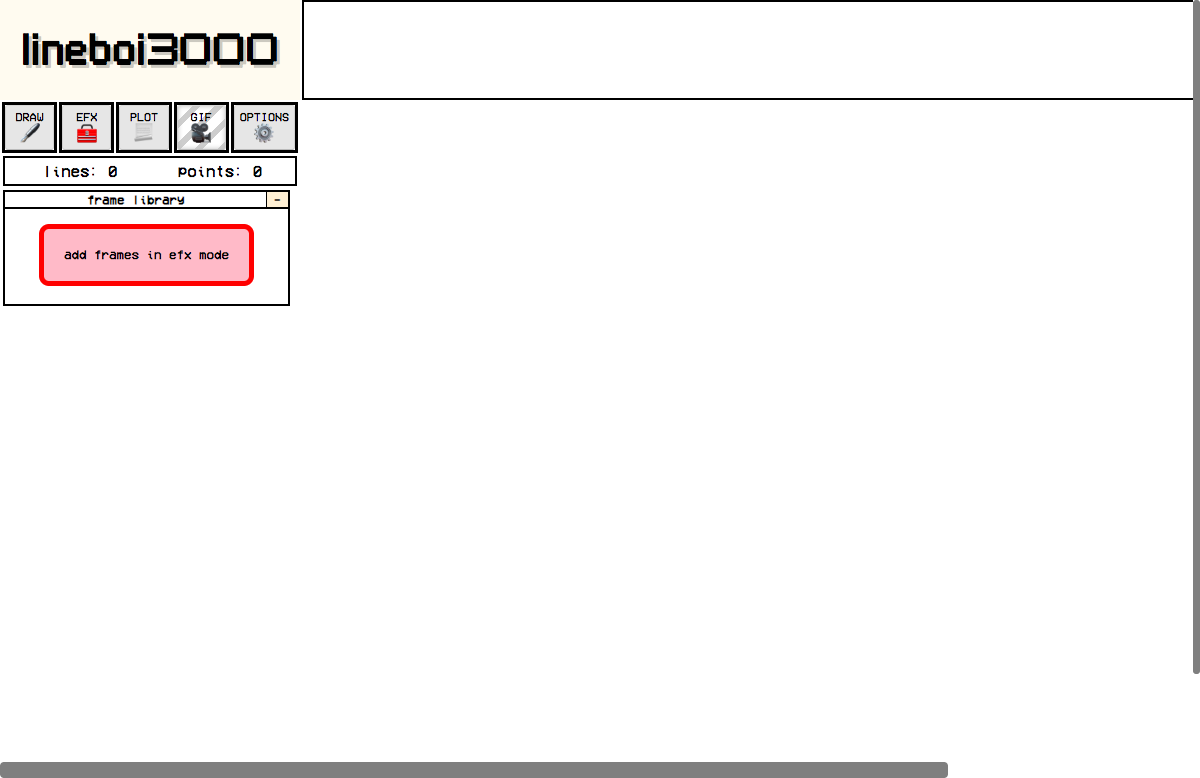 lineboi3000
DRAW EFX PLOT GIF OPTIONS
lines: 0 points: 0
frame library -
add frames in efx mode